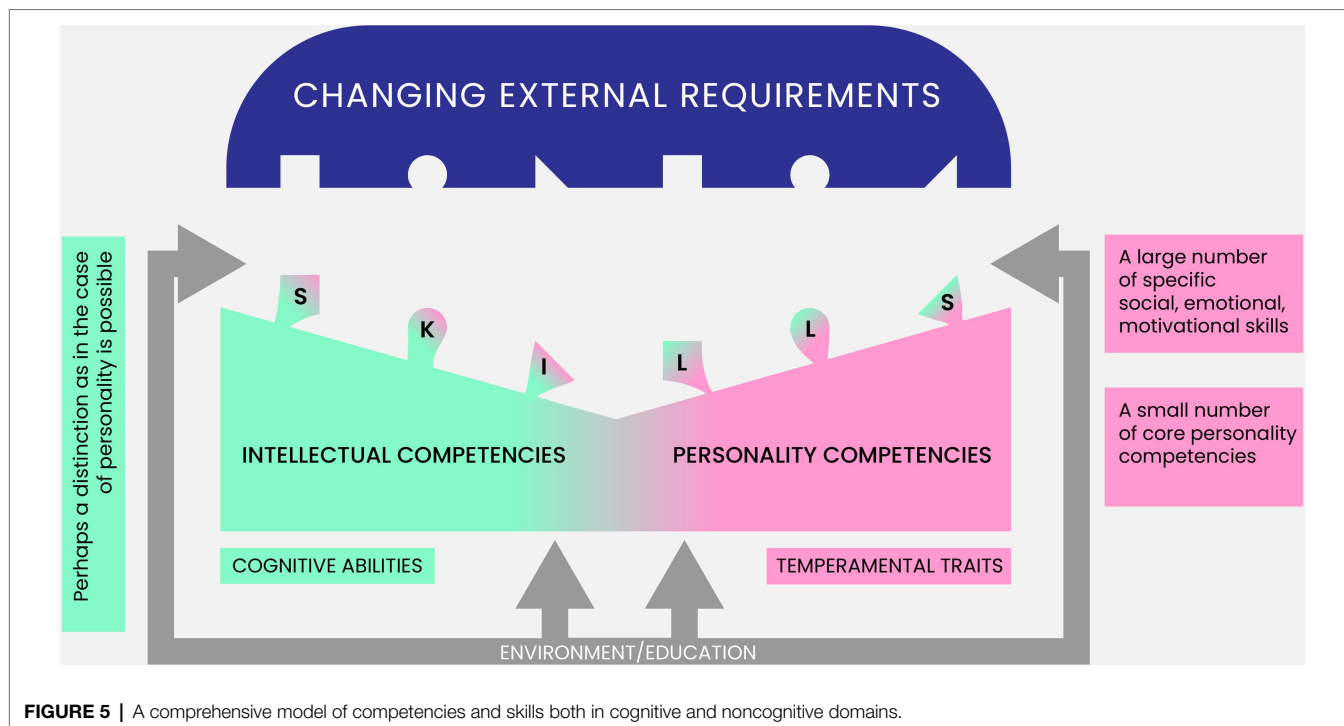 CHANGING EXTERNAL REQUIREMENTS
Perhaps a distinction as in the case
of personality is possible
S
K
I
L
L
S
A large number
of specific
social, emotional,
motivational skills
A small number
of core personality
competencies
INTELLECTUAL COMPETENCIES
PERSONALITY COMPETENCIES
COGNITIVE ABILITIES
TEMPERAMENTAL TRAITS
ENVIRONMENT/EDUCATION
FIGURE 5 | A comprehensive model of competencies and skills both in cognitive and noncognitive domains.